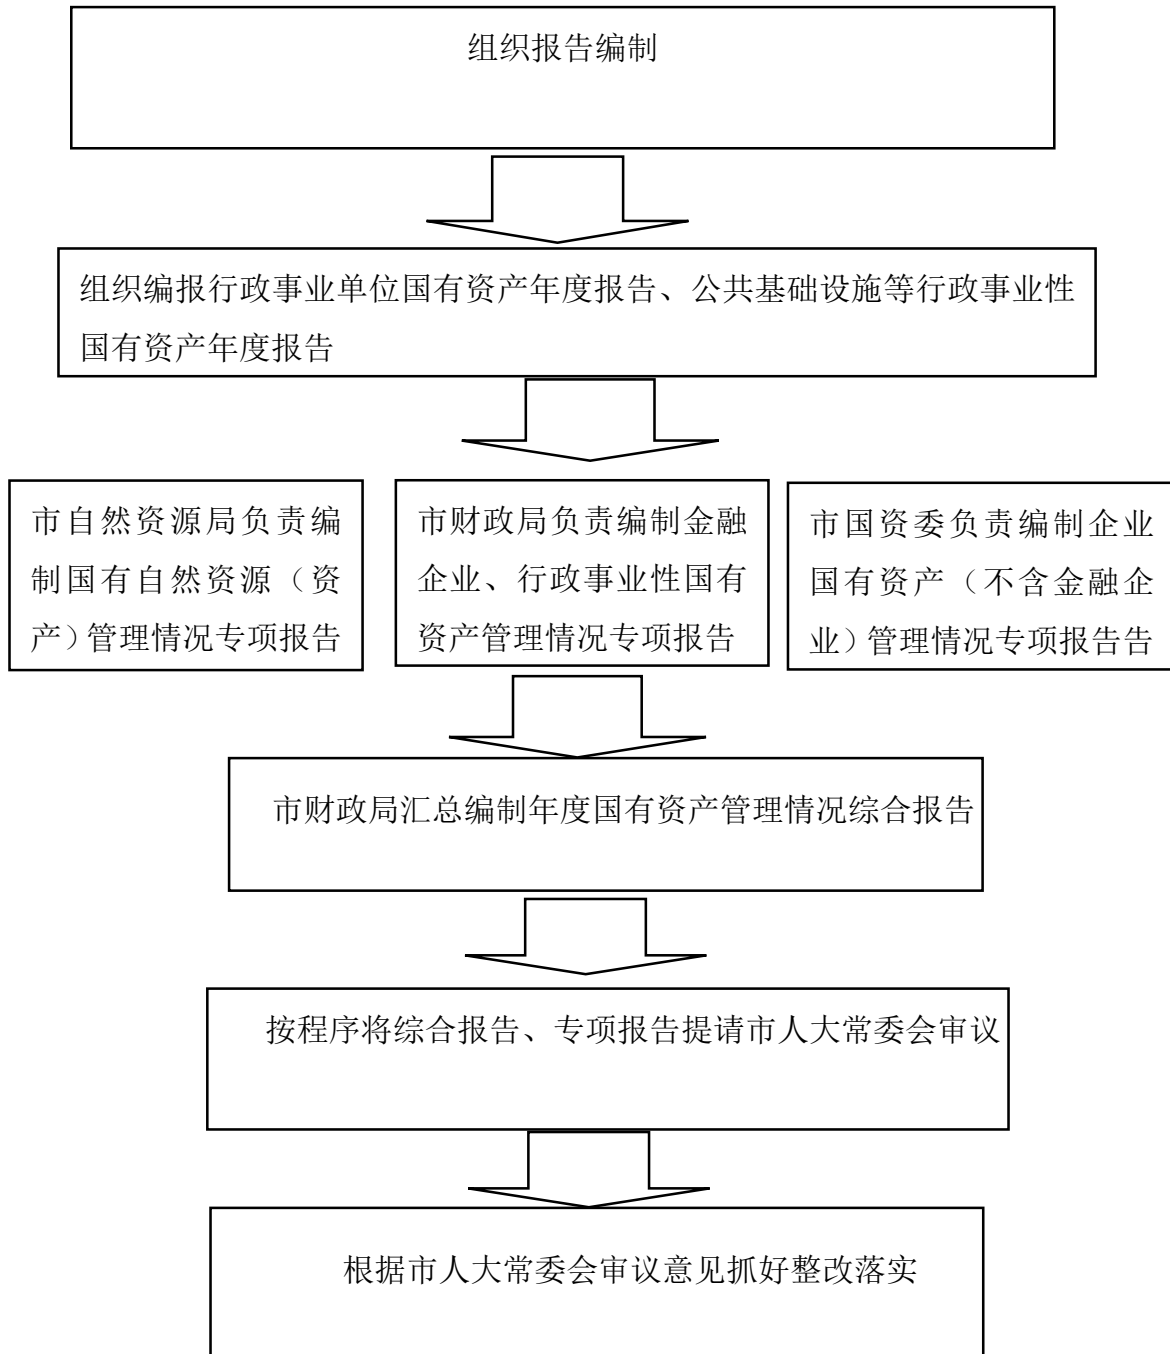 组织报告编制
组织编报行政事业单位国有资产年度报告、公共基础设施等行政事业性
国有资产年度报告
市自然资源局负责编
制国有自然资源（资
产）管理情况专项报告
市财政局负责编制金融
企业、行政事业性国有
资产管理情况专项报告
市国资委负责编制企业
国有资产（不含金融企
业）管理情况专项报告告
市财政局汇总编制年度国有资产管理情况综合报告
按程序将综合报告、专项报告提请市人大常委会审议
根据市人大常委会审议意见抓好整改落实